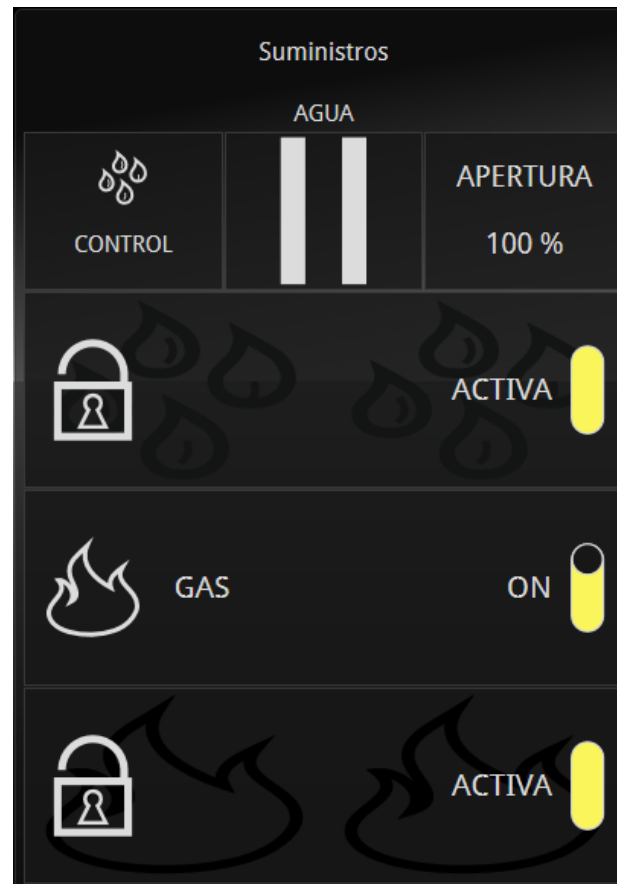 Suministros
AGUA
CONTROL
APERTURA
100 %
ACTIVA
GAS
ON
ACTIVA